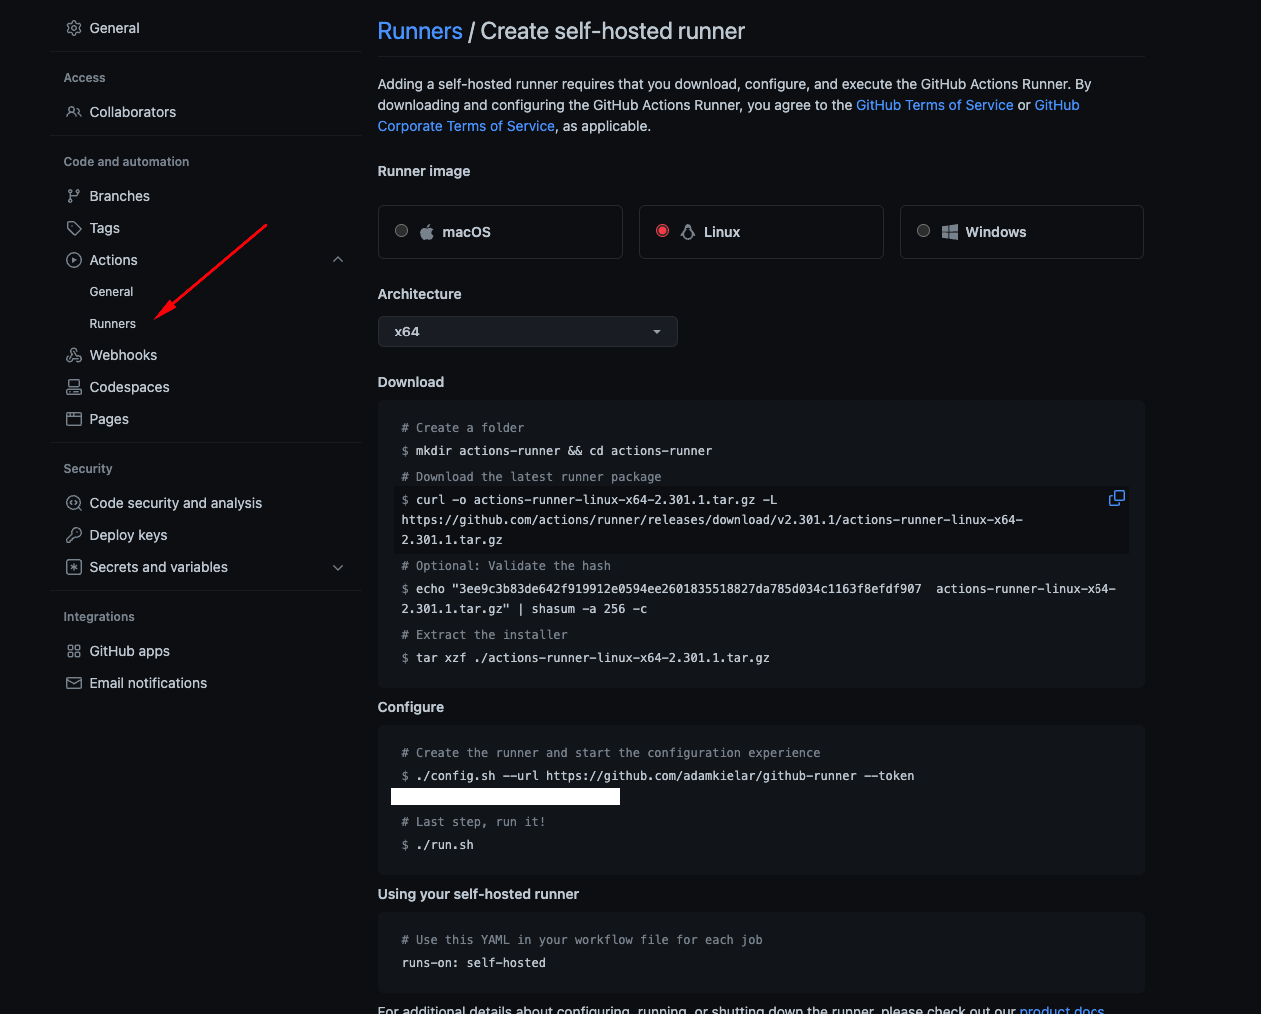 General
Access
Collaborators
Code and automation
Branches
Tags
Actions
General
Runners
Webhooks
Codespaces
Pages
Security
Code security and analysis
Deploy keys
Secrets and variables
Integrations
GitHub apps
Email notifications
Runners / Create self-hosted runner
Adding a self-hosted runner requires that you download, configure, and execute the GitHub Actions Runner. By
downloading and configuring the GitHub Actions Runner, you agree to the GitHub Terms of Service or GitHub
Corporate Terms of Service, as applicable.
Runner image
macOS
Linux
Windows
Architecture
x64
Download
# Create a folder
$ mkdir actions-runner && cd actions-runner
# Download the latest runner package
$ curl -o actions-runner-linux-x64-2.301.1.tar.gz -L
https://github.com/actions/runner/releases/download/v2.301.1/actions-runner-linux-x64-
2.301.1.tar.gz
# Optional: Validate the hash
$ echo "3ee9c3b83de642f919912e0594ee2601835518827da785d034c1163f8efdf907  actions-runner-linux-x64-
2.301.1.tar.gz" | shasum -a 256 -c
# Extract the installer
$ tar xzf ./actions-runner-linux-x64-2.301.1.tar.gz
Configure
# Create the runner and start the configuration experience
$ ./config.sh --url https://github.com/adamkielar/github-runner --token
# Last step, run it!
$ ./run.sh
Using your self-hosted runner
# Use this YAML in your workflow file for each job
runs-on: self-hosted
For additional details about configuring, running, or shutting down the runner, please check out our product docs